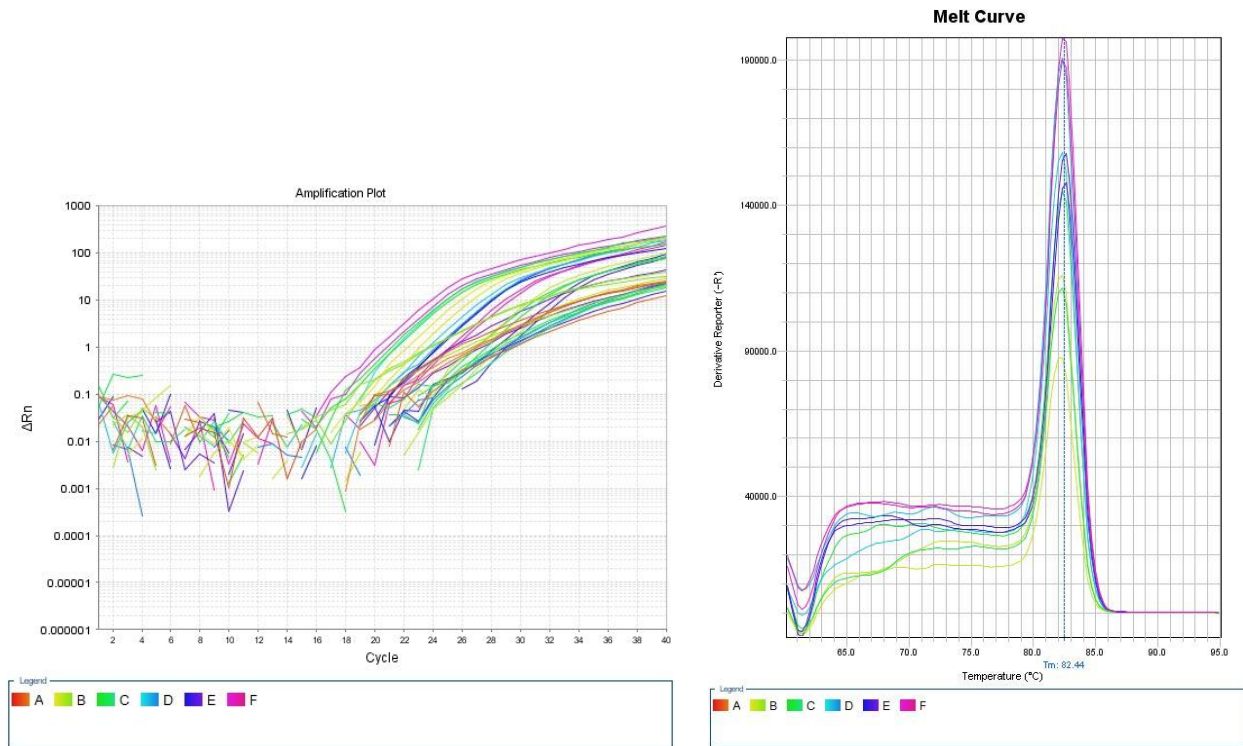 Amplification Plot
1000
100
10
1
0.1
0.01
0.001
0.0001
0.00001
0.000001
ΔRn
2 4 6 8 10 12 14 16 18 20 22 24 26 28 30 32 34 36 38 40
Cycle
Legend
A B C D E F
Melt Curve
190000.0
140000.0
90000.0
40000.0
Derivative Reporter (-R')
65.0 70.0 75.0 80.0 85.0 90.0 95.0
Tm: 82.44
Temperature (°C)
Legend
A B C D E F